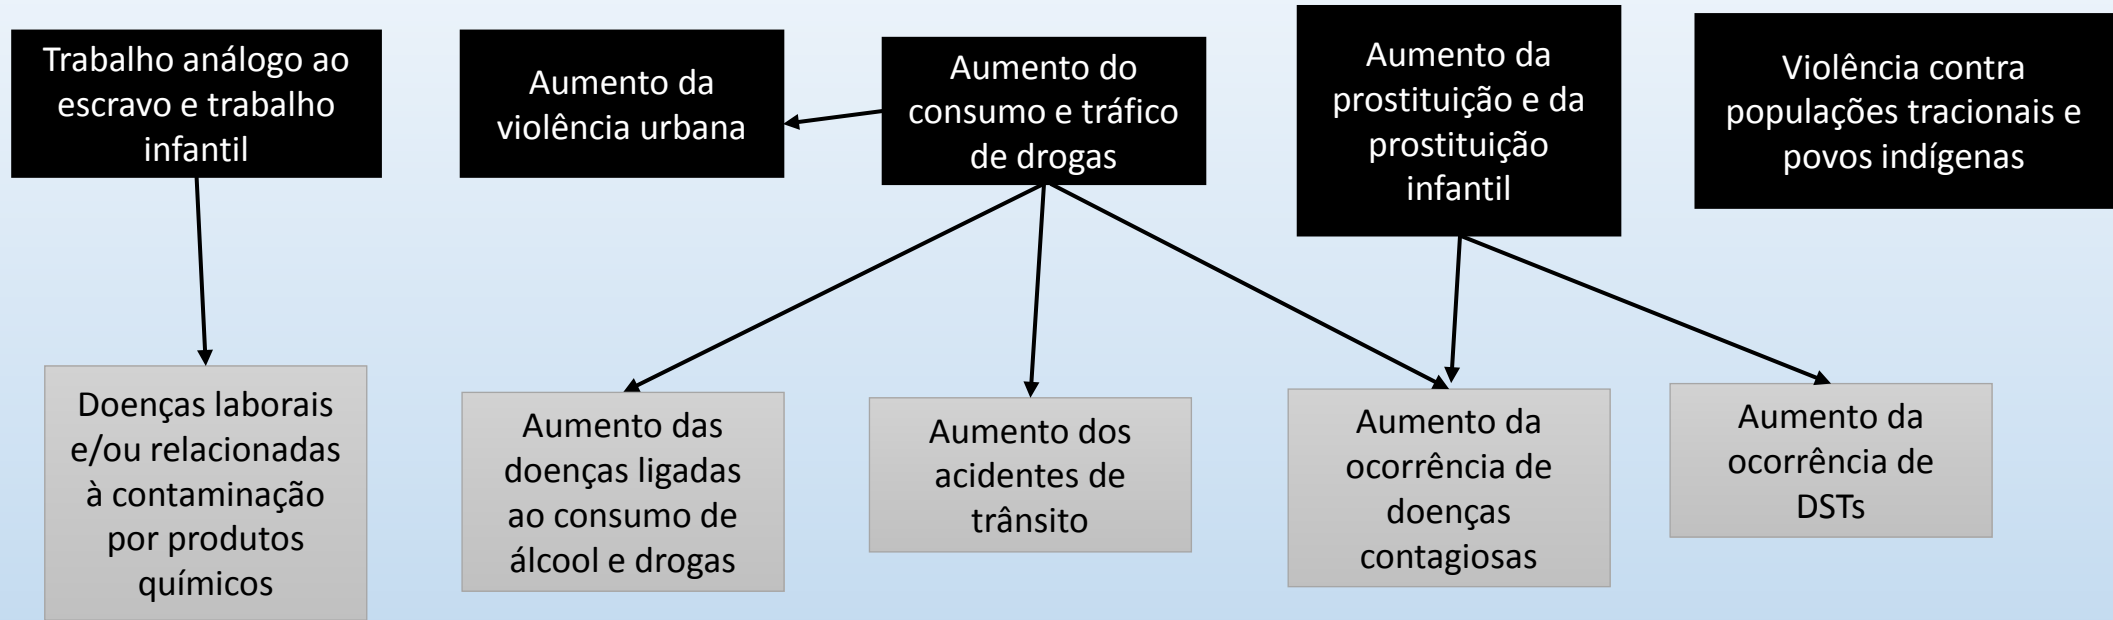 Trabalho análogo ao
escravo e trabalho
infantil
Aumento da
violência urbana
Aumento do
consumo e tráfico
de drogas
Aumento da
prostituição e da
prostituição
infantil
Violência contra
populações tracionais e
povos indígenas
Doenças laborais
e/ou relacionadas
à contaminação
por produtos
químicos
Aumento das
doenças ligadas
ao consumo de
álcool e drogas
Aumento dos
acidentes de
trânsito
Aumento da
ocorrência de
doenças
contagiosas
Aumento da
ocorrência de
DSTs